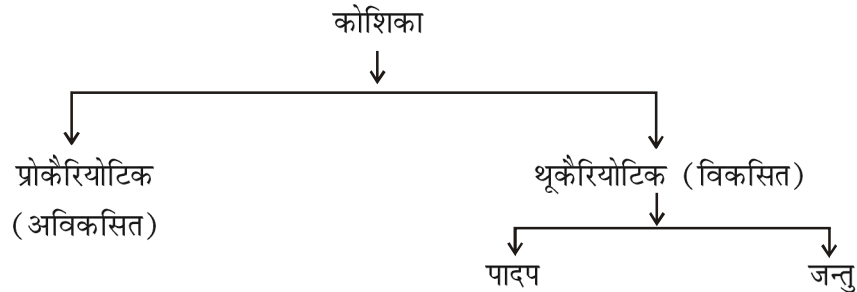 कोशिका
प्रोकैरियोटिक
(अविकसित)
थूकैरियोटिक (विकसित)
पादप
जन्तु